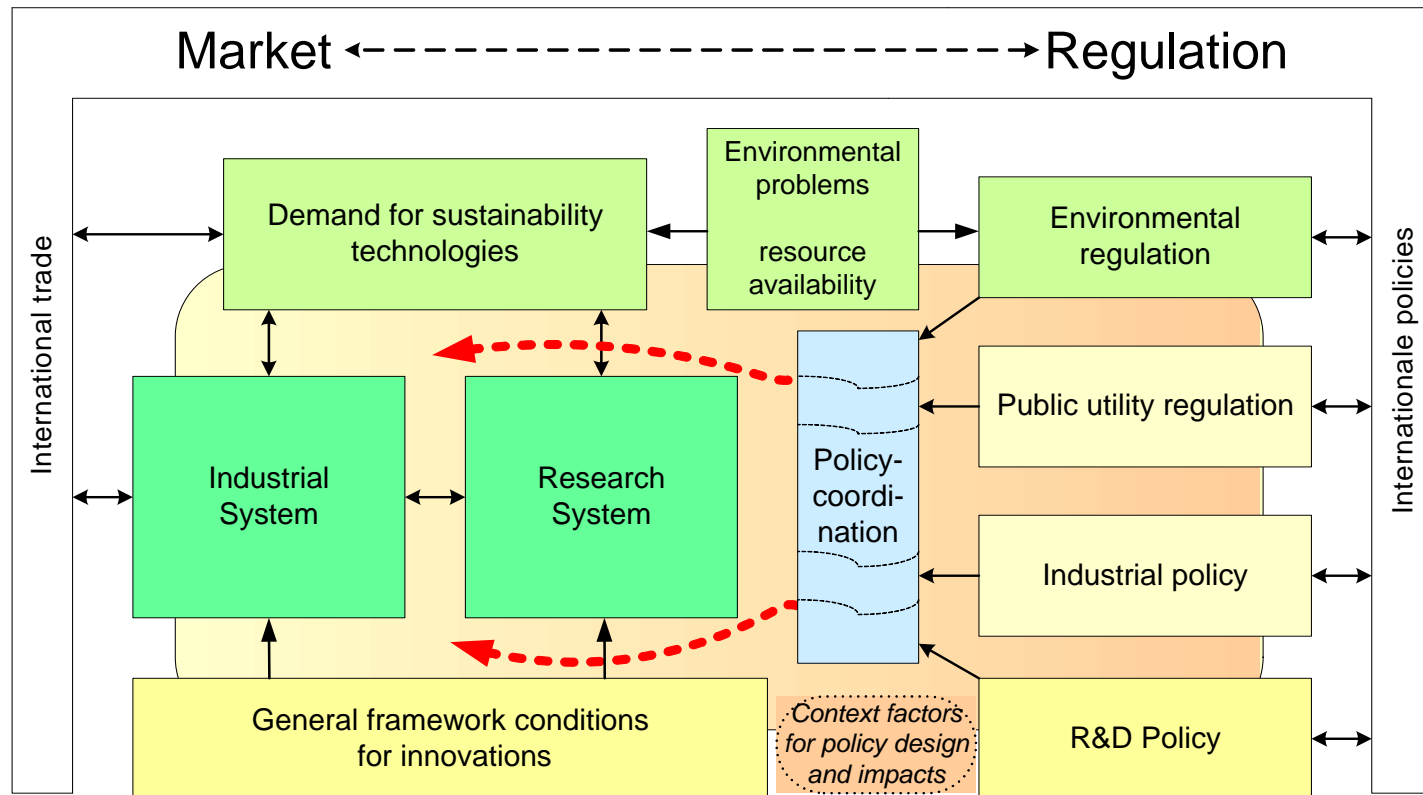 Market
Regulation
International trade
Internationale policies
Demand for sustainability
technologies
Environmental
problems
resource
availability
Environmental
regulation
Public utility regulation
Industrial
System
Research
System
Policy-
coordi-
nation
Industrial policy
General framework conditions
for innovations
Context factors
for policy design
and impacts
R&D Policy